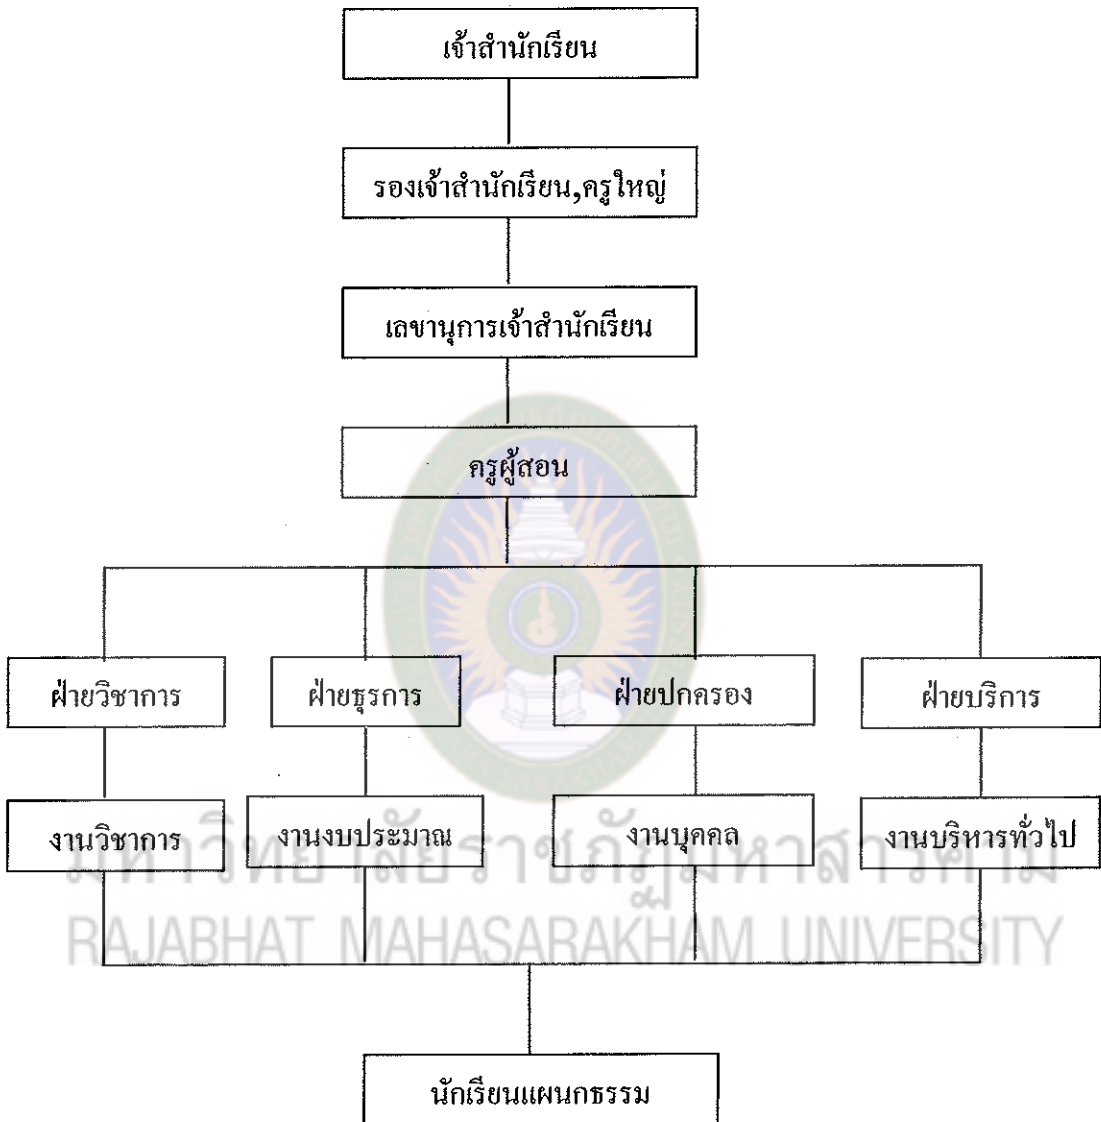 เจ้าสำนักเรียน
รองเจ้าสำนักเรียน,ครูใหญ่
เลขานุการเจ้าสำนักเรียน
ครูผู้สอน
ฝ่ายวิชาการ
ฝ่ายธุรการ
ฝ่ายปกครอง
ฝ่ายบริการ
งานวิชาการ
งานงบประมาณ
งานบุคคล
งานบริหารทั่วไป
มหาวิทยาลัยราชภัฏมหาสารคาม
RAJABHAT MAHASARAKHAM UNIVERSITY
นักเรียนแผนกธรรม